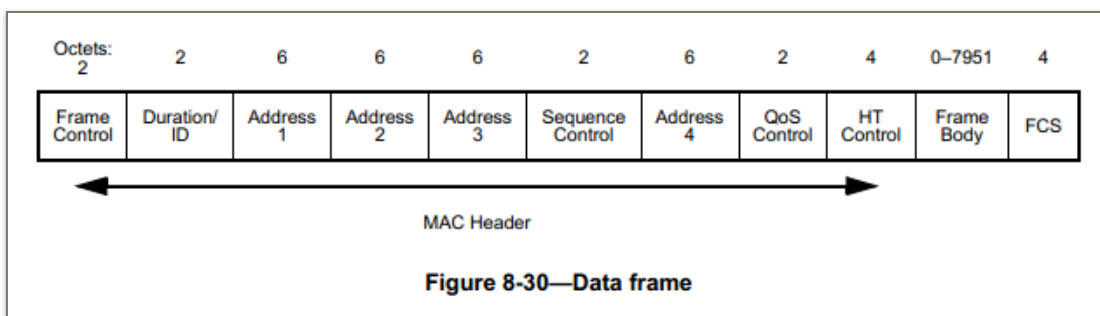 Octets:
2 2 6 6 6 2 6 2 4 0–7951 4
Frame Duration/ Address Address Address Sequence Address QoS HT Frame FCS
Control ID 1 2 3 Control 4 Control Control Body
MAC Header
Figure 8-30—Data frame